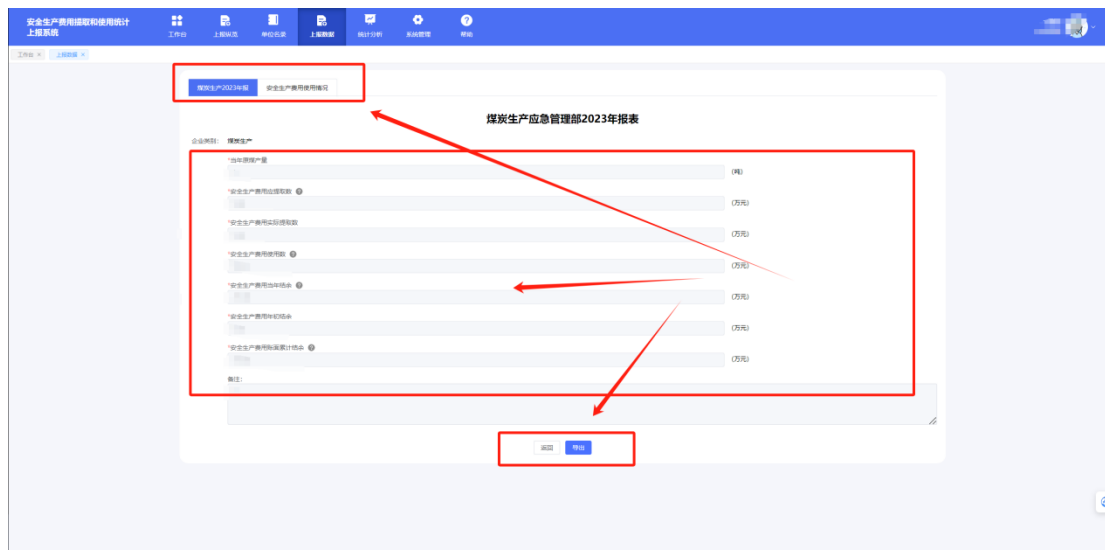 安全生产费用提取和使用统计
上报系统
工作台
上报纵览
单位名录
上报数据
统计分析
系统管理
帮助
工作台 ×
上报数据 ×
煤炭生产2023年报
安全生产费用使用情况
煤炭生产应急管理部2023年报表
企业类别: 煤炭生产
*当年原煤产量
(吨)
*安全生产费用应提取数
(万元)
*安全生产费用实际提取数
(万元)
*安全生产费用使用数
(万元)
*安全生产费用当年结余
(万元)
*安全生产费用年初结余
(万元)
*安全生产费用账面累计结余
(万元)
备注:
返回
导出